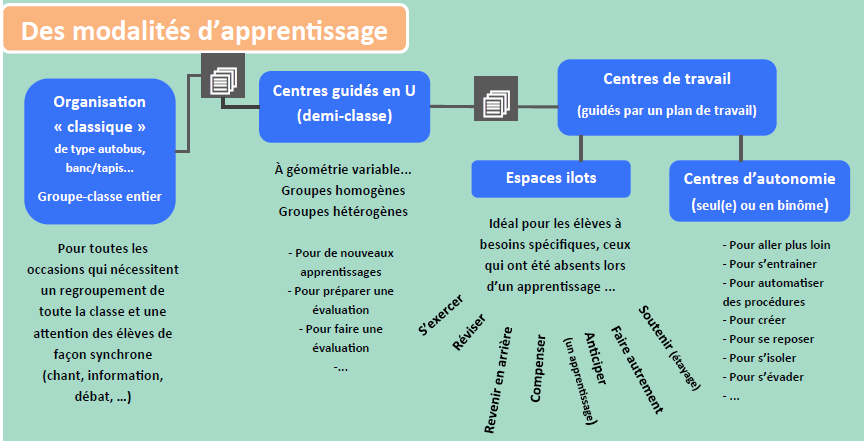 Des modalités d'apprentissage
Organisation
« classique »
de type autobus,
banc/tapis...
Groupe-classe entier
Pour toutes les
occasions qui nécessitent
un regroupement de
toute la classe et une
attention des élèves de
façon synchrone
(chant, information,
débat, ...)
Centres guidés en U
(demi-classe)
À géométrie variable...
Groupes homogènes
Groupes hétérogènes
- Pour de nouveaux
apprentissages
- Pour préparer une
évaluation
- Pour faire une
évaluation
-...
Centres de travail
(guidés par un plan de travail)
Espaces ilots
Idéal pour les élèves à
besoins spécifiques, ceux
qui ont été absents lors
d'un apprentissage ...
S'exercer
Réviser
Revenir en arrière
Compenser
Anticiper
(un apprentissage)
Faire autrement
Soutenir (étayage)
Centres d'autonomie
(seul(e) ou en binôme)
- Pour aller plus loin
- Pour s'entrainer
- Pour automatiser
des procédures
- Pour créer
- Pour se reposer
- Pour s'isoler
- Pour s'évader
- ...